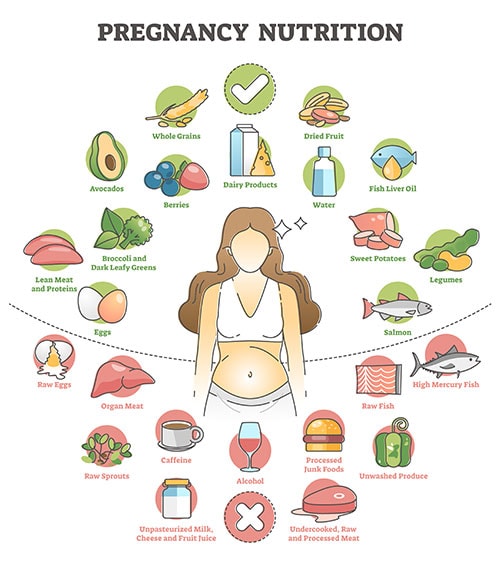 PREGNANCY NUTRITION
Whole Grains
Dried Fruit
Avocados
Berries
Dairy Products
Water
Fish Liver Oil
Lean Meat
and Proteins
Broccoli and
Dark Leafy Greens
Sweet Potatoes
Legumes
Eggs
Salmon
Raw Eggs
Organ Meat
Raw Fish
High Mercury Fish
Raw Sprouts
Caffeine
Alcohol
Processed
Junk Foods
Unwashed Produce
Unpasteurized Milk,
Cheese and Fruit Juice
Undercooked, Raw
and Processed Meat